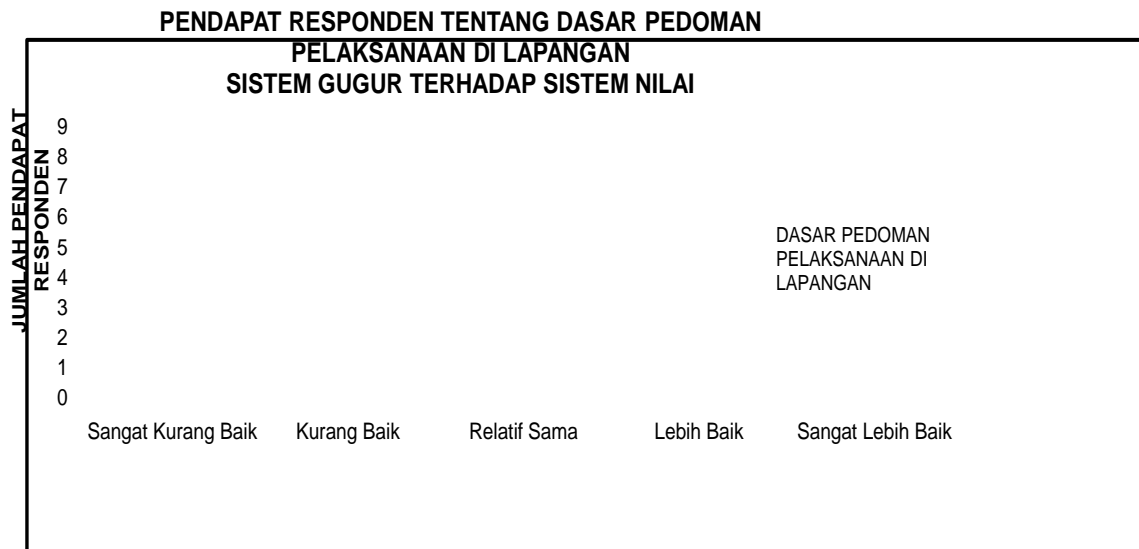 PENDAPAT RESPONDEN TENTANG DASAR PEDOMAN
PELAKSANAAN DI LAPANGAN
SISTEM GUGUR TERHADAP SISTEM NILAI
JUMLAH PENDAPAT
RESPONDEN
9
8
7
6
5
4
3
2
1
0
DASAR PEDOMAN
PELAKSANAAN DI
LAPANGAN
Sangat Kurang Baik Kurang Baik Relatif Sama Lebih Baik Sangat Lebih Baik